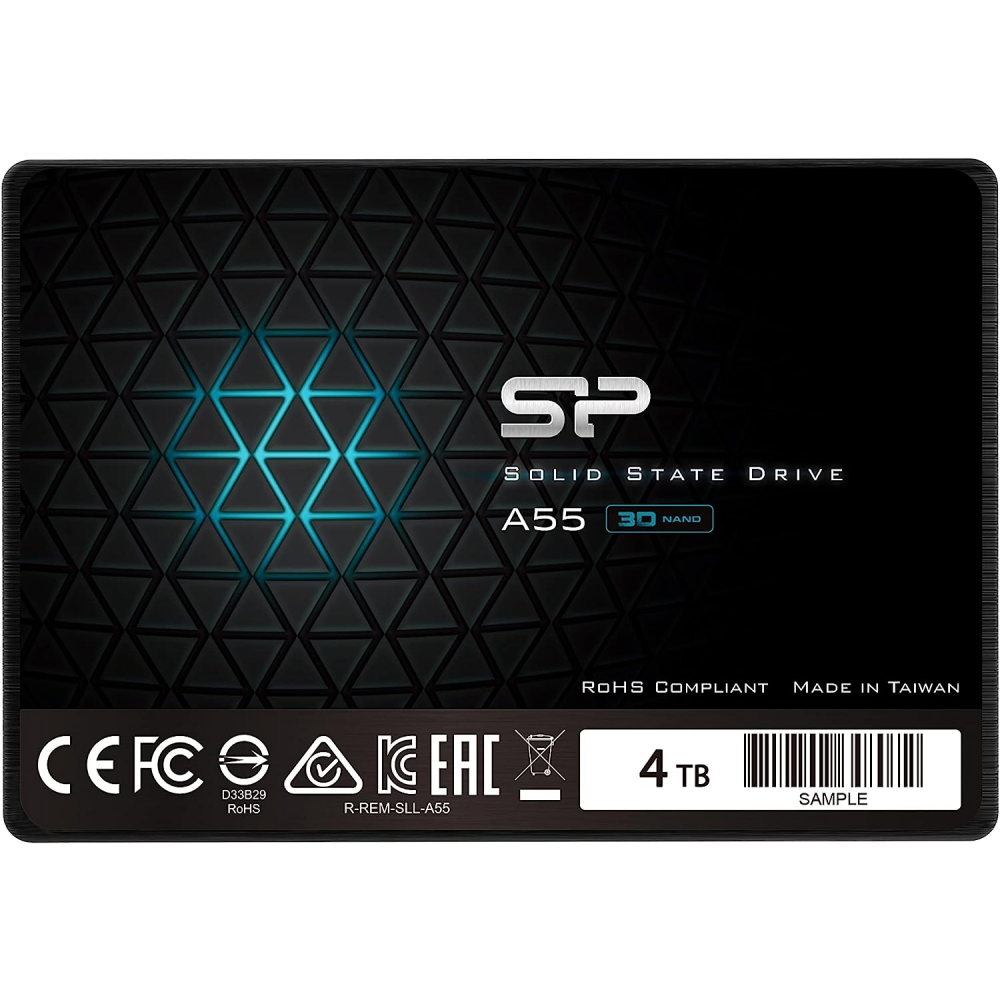 SP
SOLID STATE DRIVE
A55 3D NAND
RoHS COMPLIANT MADE IN TAIWAN
CE FC D33B29 RoHS R-REM-SLL-A55 EAC 4 TB
SAMPLE